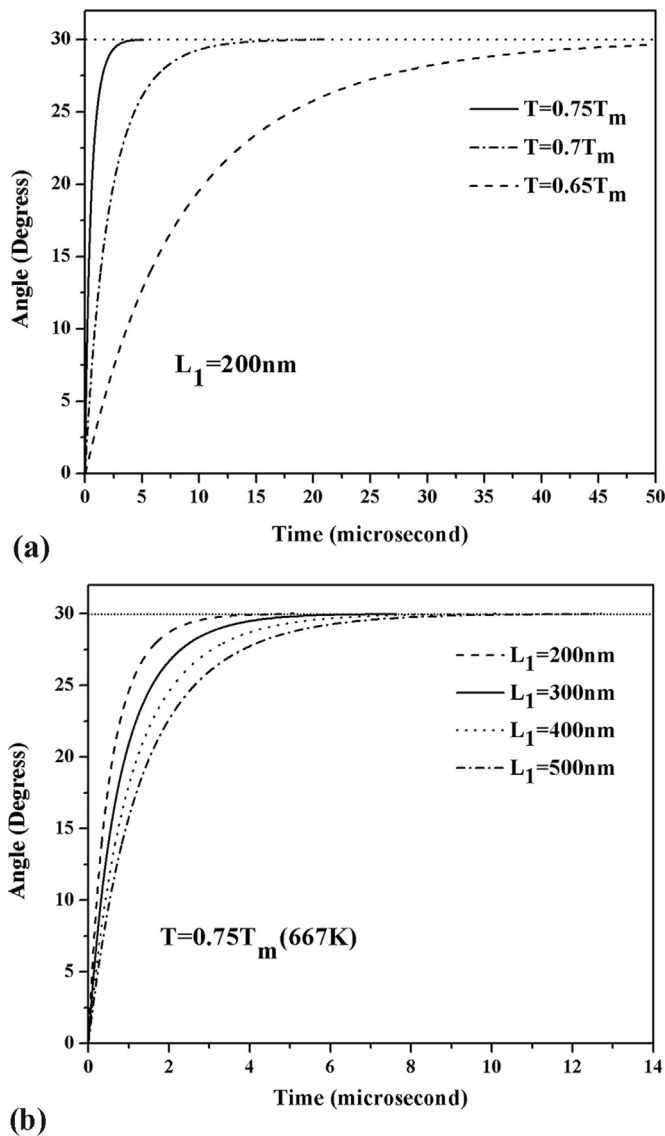 30
25
20
15
10
5
0
Angle (Degress)
T=0.75Tm
T=0.7Tm
T=0.65Tm
L1=200nm
0 5 10 15 20 25 30 35 40 45 50
Time (microsecond)
(a)
30
25
20
15
10
5
0
Angle (Degress)
L1=200nm
L1=300nm
L1=400nm
L1=500nm
T=0.75Tm(667K)
0 2 4 6 8 10 12 14
Time (microsecond)
(b)